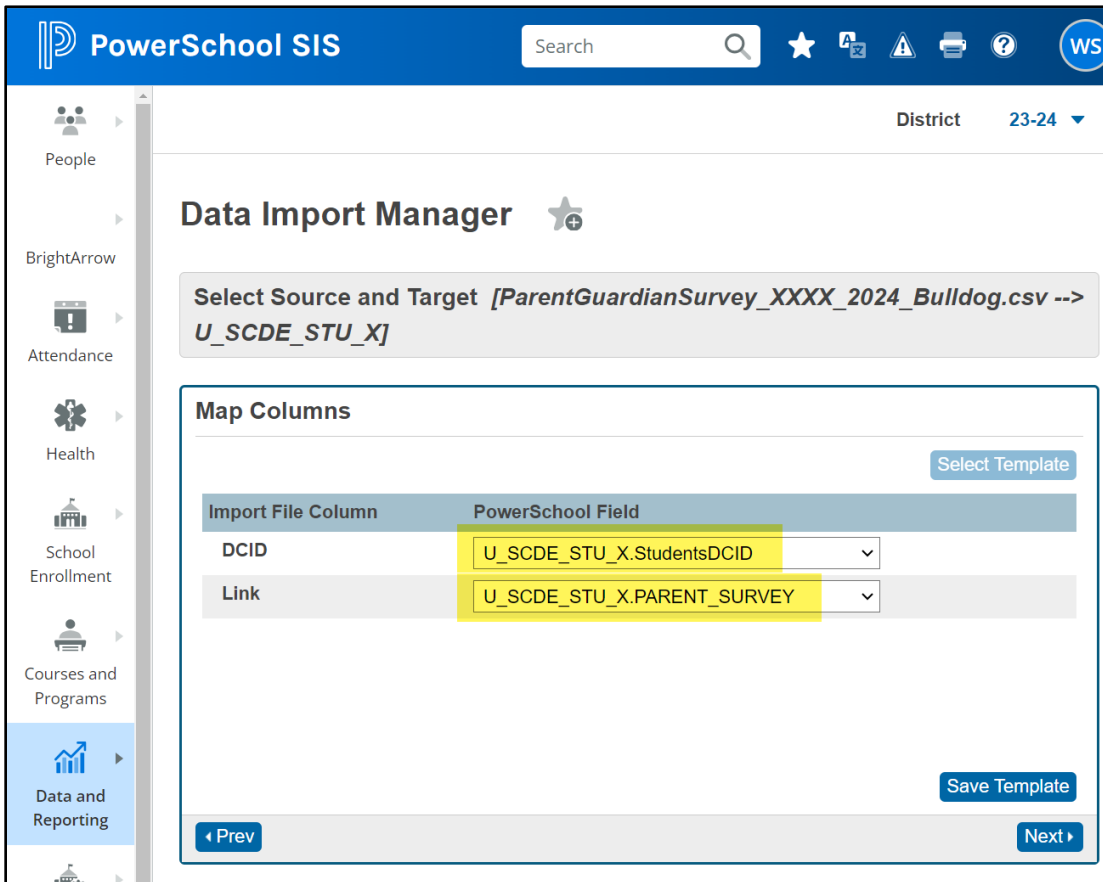 PowerSchool SIS
Search
WS
People
BrightArrow
Attendance
Health
School
Enrollment
Courses and
Programs
Data and
Reporting
District 23-24
Data Import Manager
Select Source and Target [ParentGuardianSurvey_XXXX_2024_Bulldog.csv -->
U_SCDE_STU_X]
Map Columns
Select Template
Import File Column PowerSchool Field
DCID U_SCDE_STU_X.StudentsDCID
Link U_SCDE_STU_X.PARENT_SURVEY
Save Template
Prev Next